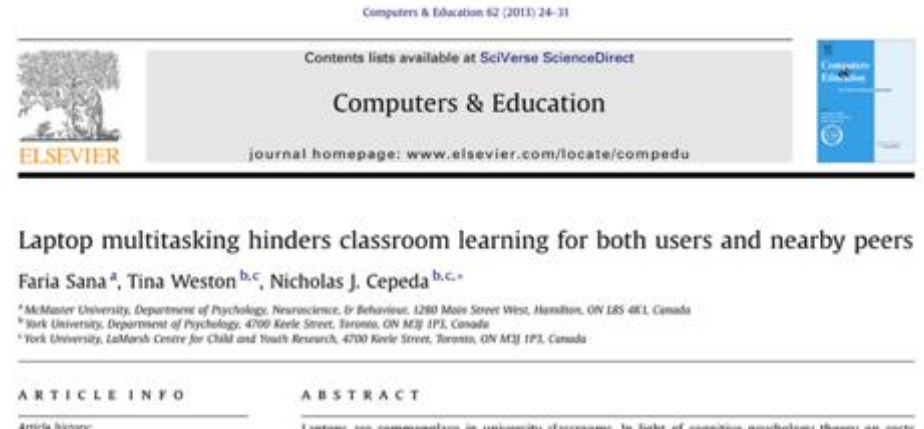 Computers & Education 62 (2013) 24–31
Contents lists available at SciVerse ScienceDirect
Computers & Education
journal homepage: www.elsevier.com/locate/compedu
ELSEVIER
Computers
&
Education
Laptop multitasking hinders classroom learning for both users and nearby peers
Faria Sana a, Tina Weston b,c, Nicholas J. Cepeda b,c,*
a McMaster University, Department of Psychology, Neuroscience, & Behaviour, 1280 Main Street West, Hamilton, ON L8S 4K1, Canada
b York University, Department of Psychology, 4700 Keele Street, Toronto, ON M3J 1P3, Canada
c York University, LaMarsh Centre for Child and Youth Research, 4700 Keele Street, Toronto, ON M3J 1P3, Canada
ARTICLE INFO
ABSTRACT
Article history:
Laptops are commonplace in university classrooms. In light of cognitive psychology theory on costs